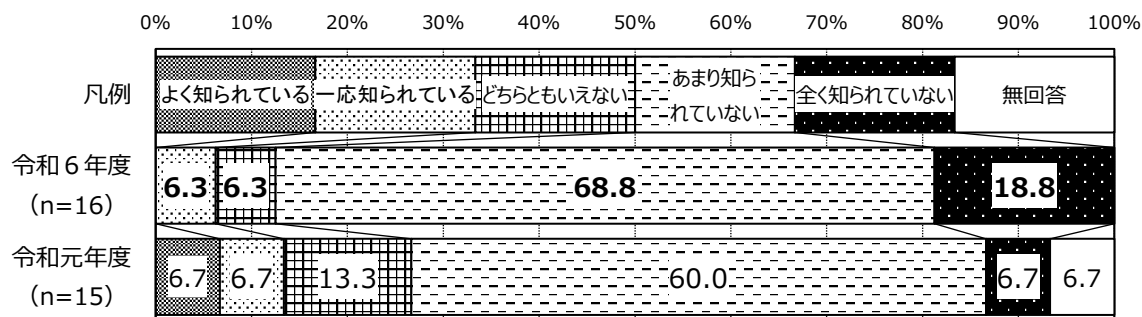 0% 10% 20% 30% 40% 50% 60% 70% 80% 90% 100%
凡例 よく知られている 一応知られている どちらともいえない あまり知ら
れていない 全く知られていない 無回答
令和６年度
（n=16） 6.3 6.3 68.8 18.8
令和元年度
（n=15） 6.7 6.7 13.3 60.0 6.7 6.7